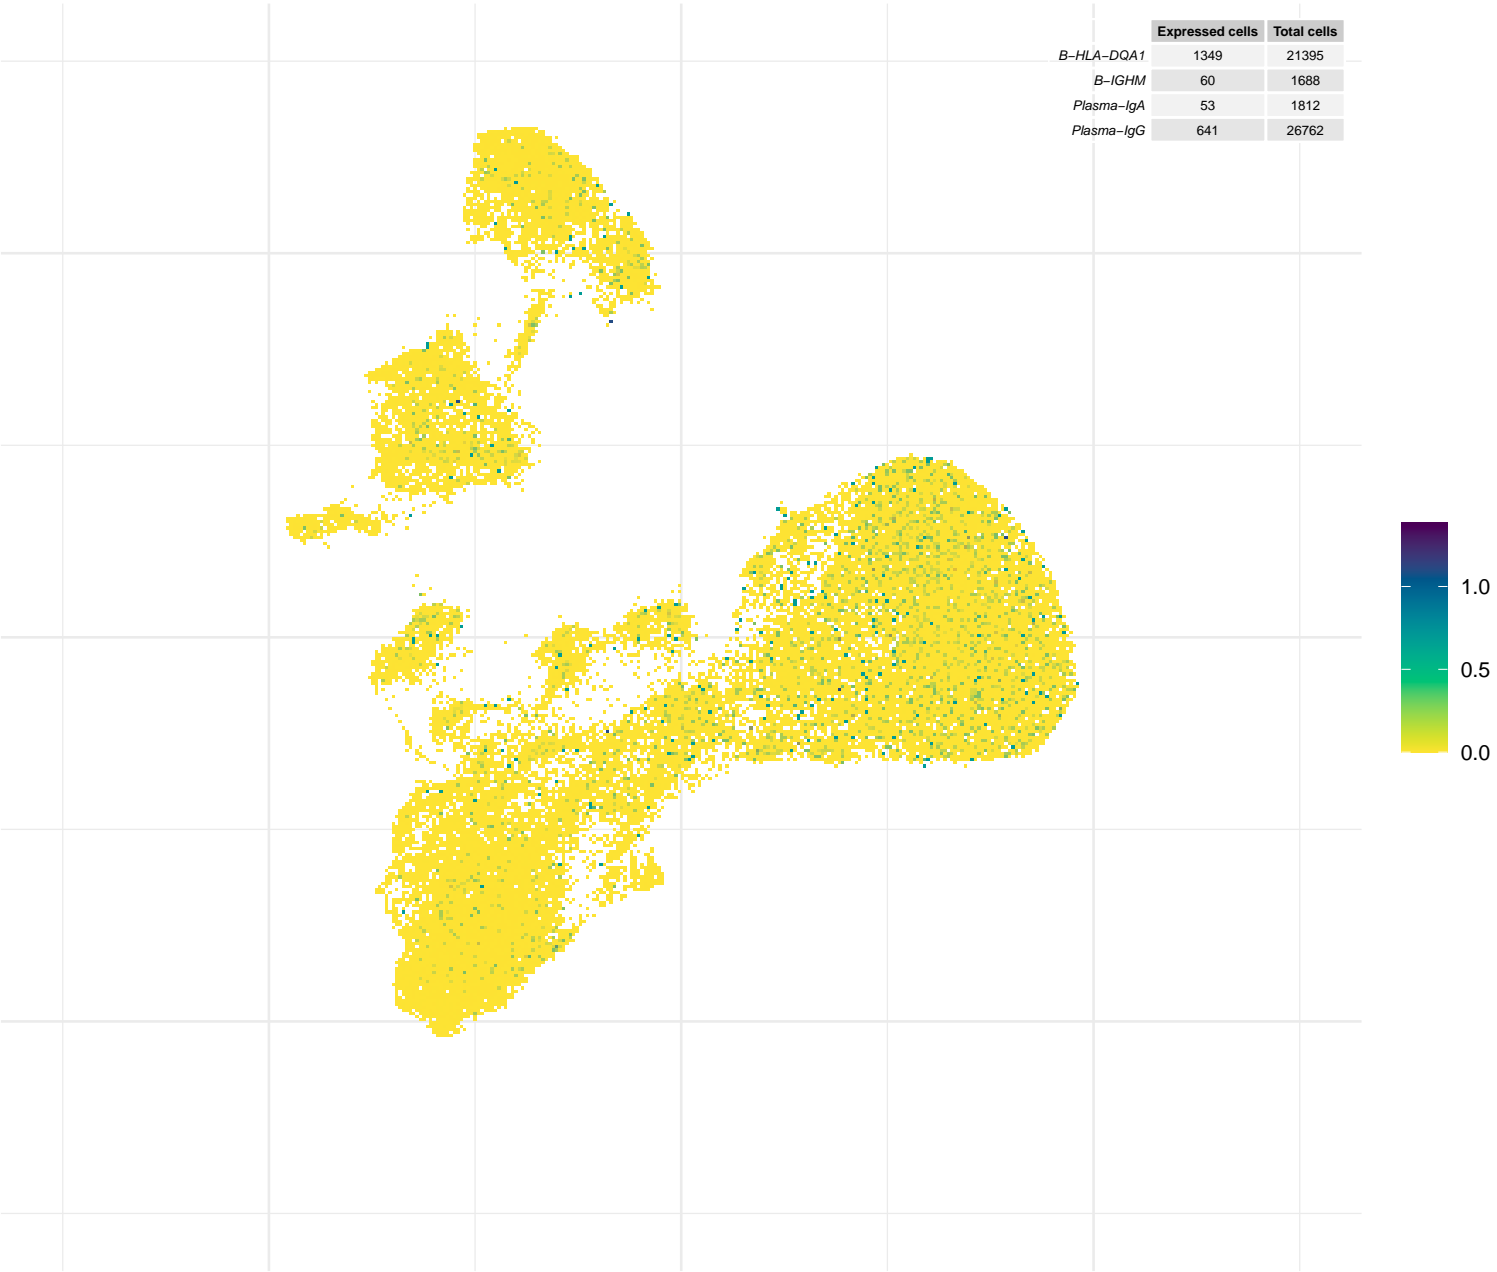 Expressed cells Total cells
B−HLA−DQA1 1349 21395
B−IGHM 60 1688
Plasma−IgA 53 1812
Plasma−IgG 641 26762
1.0
0.5
0.0